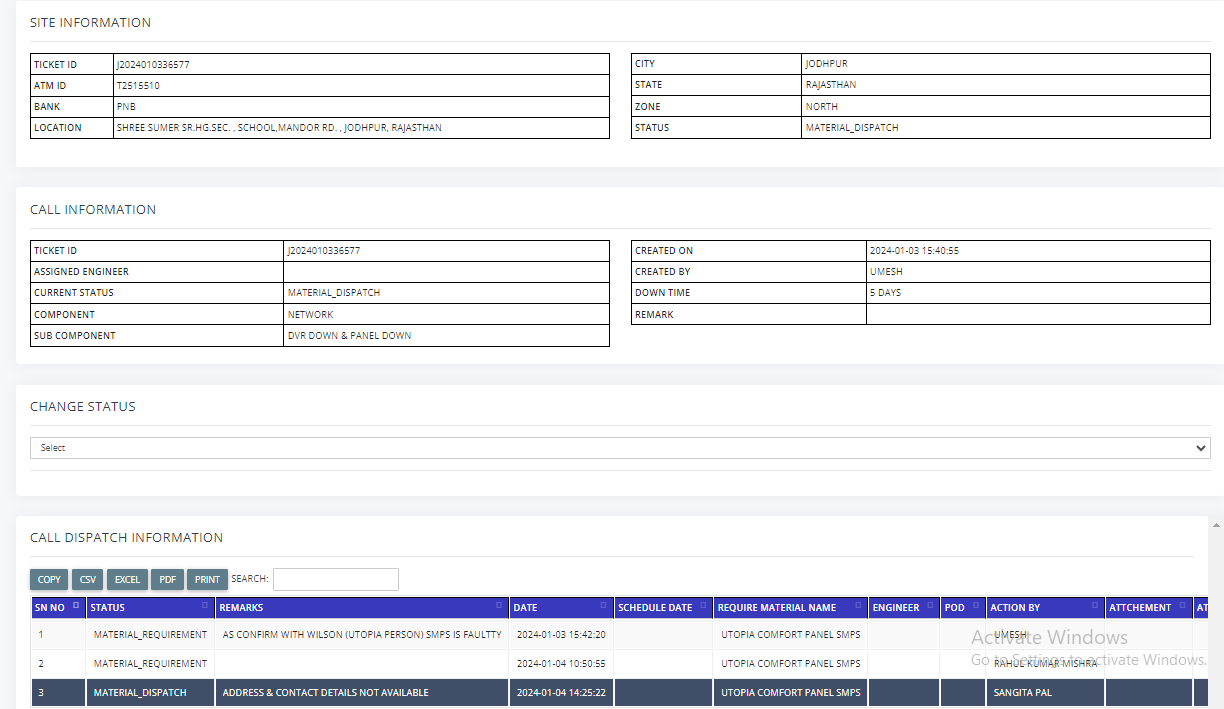 SITE INFORMATION
TICKET ID J2024010336577
ATM ID T2515510
BANK PNB
LOCATION SHREE SUMER SR.HG.SEC. , SCHOOL,MANDOR RD. , JODHPUR, RAJASTHAN
CITY JODHPUR
STATE RAJASTHAN
ZONE NORTH
STATUS MATERIAL_DISPATCH
CALL INFORMATION
TICKET ID J2024010336577
ASSIGNED ENGINEER
CURRENT STATUS MATERIAL_DISPATCH
COMPONENT NETWORK
SUB COMPONENT DVR DOWN & PANEL DOWN
CREATED ON 2024-01-03 15:40:55
CREATED BY UMESH
DOWN TIME 5 DAYS
REMARK
CHANGE STATUS
Select
CALL DISPATCH INFORMATION
COPY CSV EXCEL PDF PRINT SEARCH:
SN NO STATUS REMARKS DATE SCHEDULE DATE REQUIRE MATERIAL NAME ENGINEER POD ACTION BY ATTCHEMENT AT
1 MATERIAL_REQUIREMENT AS CONFIRM WITH WILSON (UTOPIA PERSON) SMPS IS FAULTTY 2024-01-03 15:42:20 UTOPIA COMFORT PANEL SMPS UMESH
2 MATERIAL_REQUIREMENT 2024-01-04 10:50:55 UTOPIA COMFORT PANEL SMPS RAHUL KUMAR MISHRA
3 MATERIAL_DISPATCH ADDRESS & CONTACT DETAILS NOT AVAILABLE 2024-01-04 14:25:22 UTOPIA COMFORT PANEL SMPS SANGITA PAL
Activate Windows
Go to Settings to activate Windows.